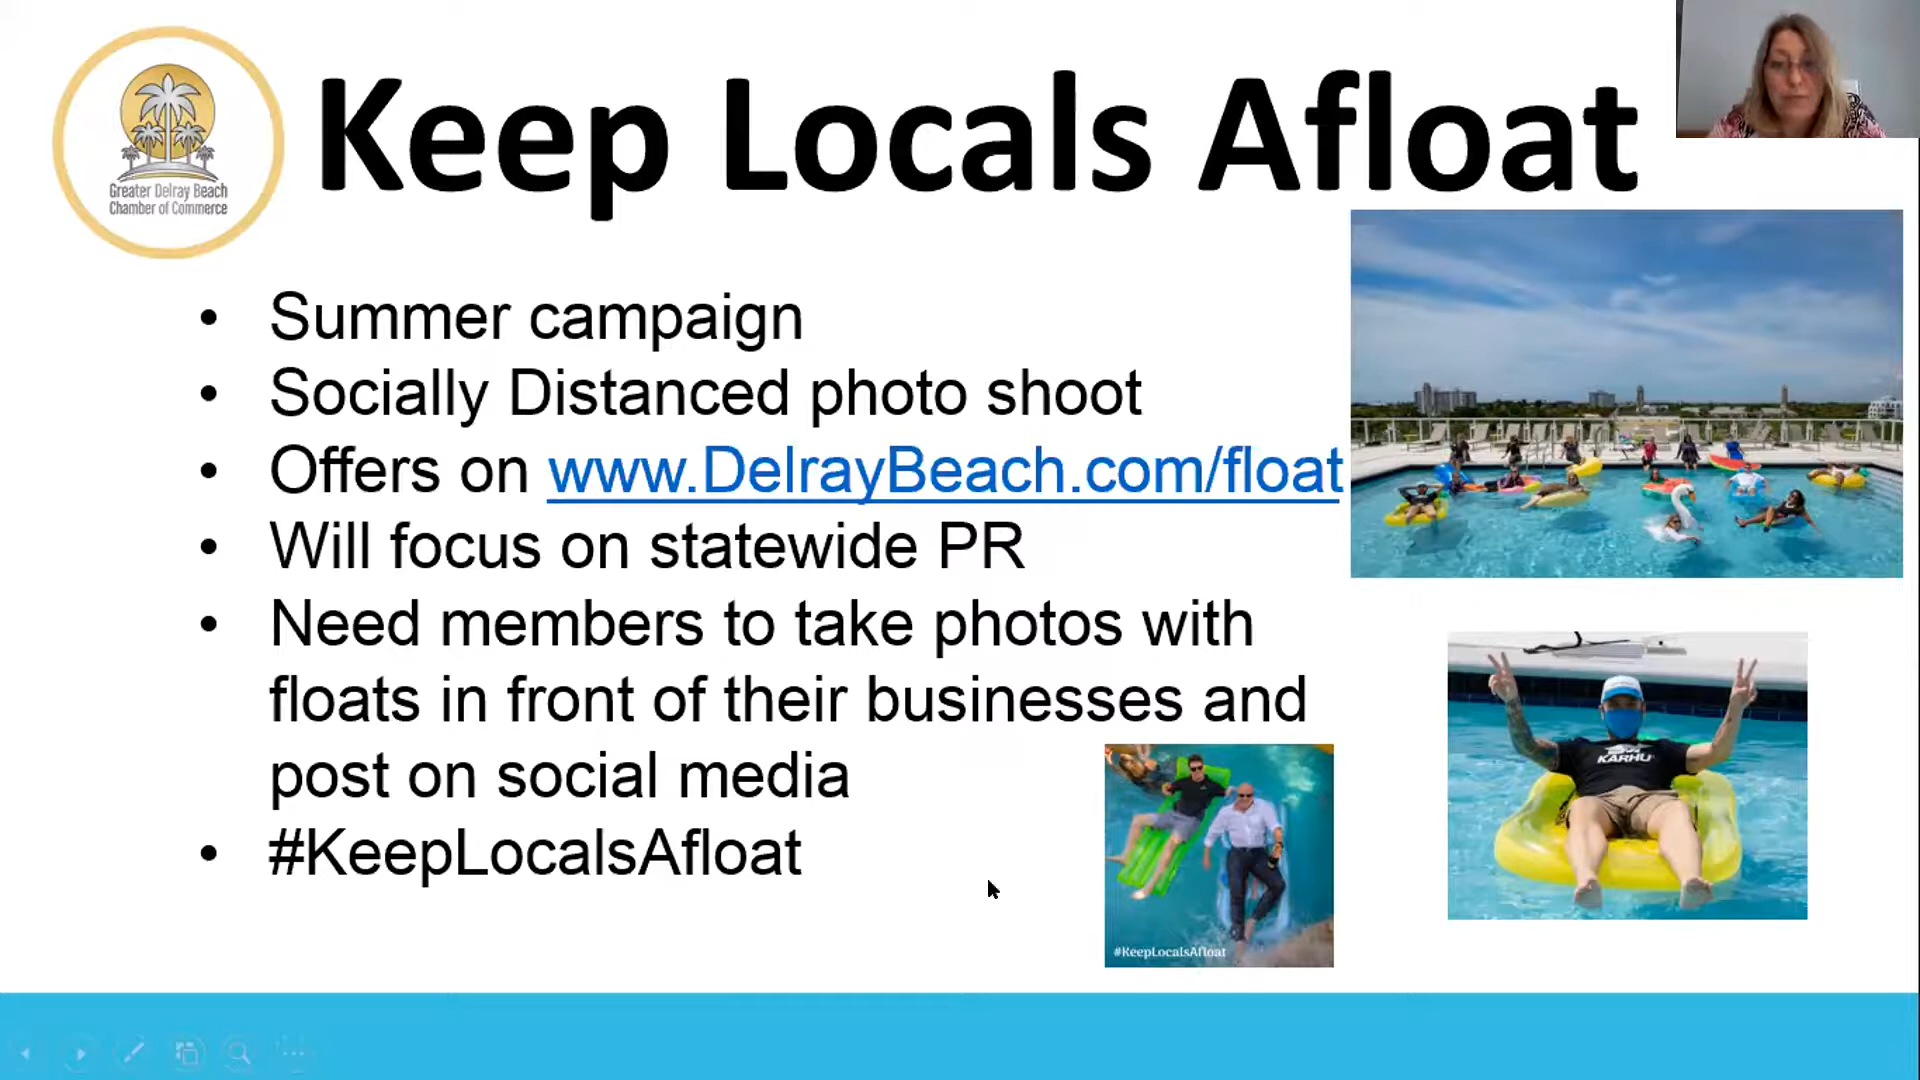 Keep Locals Afloat
Greater Delray Beach
Chamber of Commerce
• Summer campaign
• Socially Distanced photo shoot
• Offers on www.DelrayBeach.com/float
• Will focus on statewide PR
• Need members to take photos with
floats in front of their businesses and
post on social media
• #KeepLocalsAfloat
KARHU
#KeepLocalsAfloat